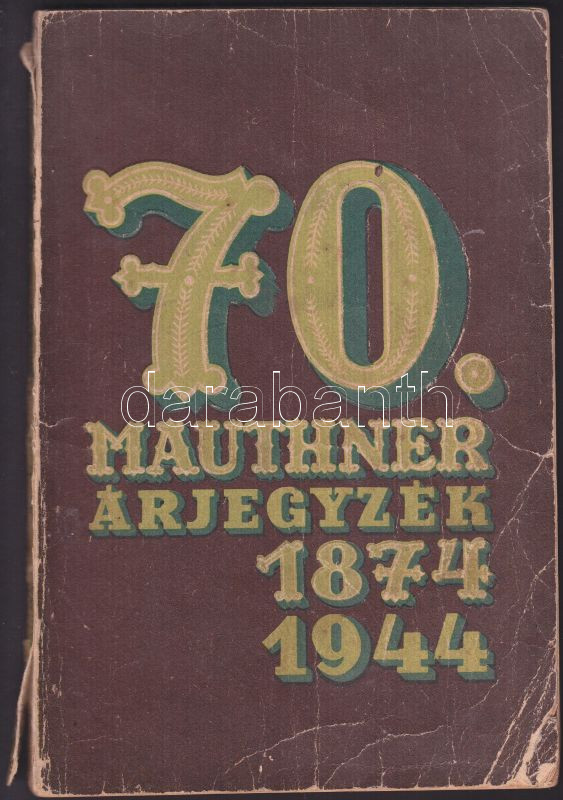 70.
darabanth.
MAUTHNER
ÁRJEGYZÉK
1874
1944